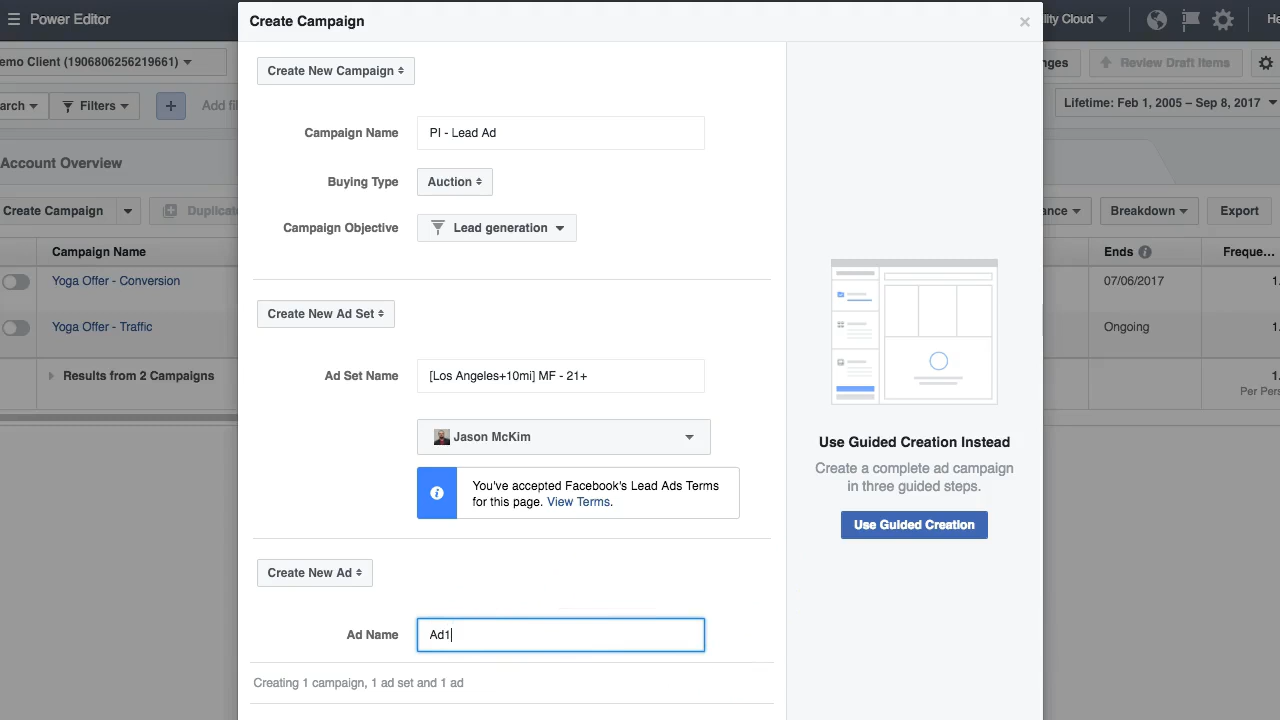 Power Editor
Create Campaign
×
lity Cloud
He
emo Client (1906806256219661)
nges
Review Draft Items
arch
Filters
+
Add fil
Lifetime: Feb 1, 2005 – Sep 8, 2017
Account Overview
Create Campaign
Duplicate
ance
Breakdown
Export
Campaign Name
Ends
Freque...
Yoga Offer - Conversion
07/06/2017
1.
Yoga Offer - Traffic
Ongoing
1.
Results from 2 Campaigns
1.
Per Pers
Create New Campaign
Campaign Name
PI - Lead Ad
Buying Type
Auction
Campaign Objective
Lead generation
Create New Ad Set
Ad Set Name
[Los Angeles+10mi] MF - 21+
Jason McKim
You've accepted Facebook's Lead Ads Terms
for this page. View Terms.
Create New Ad
Ad Name
Ad1
Creating 1 campaign, 1 ad set and 1 ad
Use Guided Creation Instead
Create a complete ad campaign
in three guided steps.
Use Guided Creation